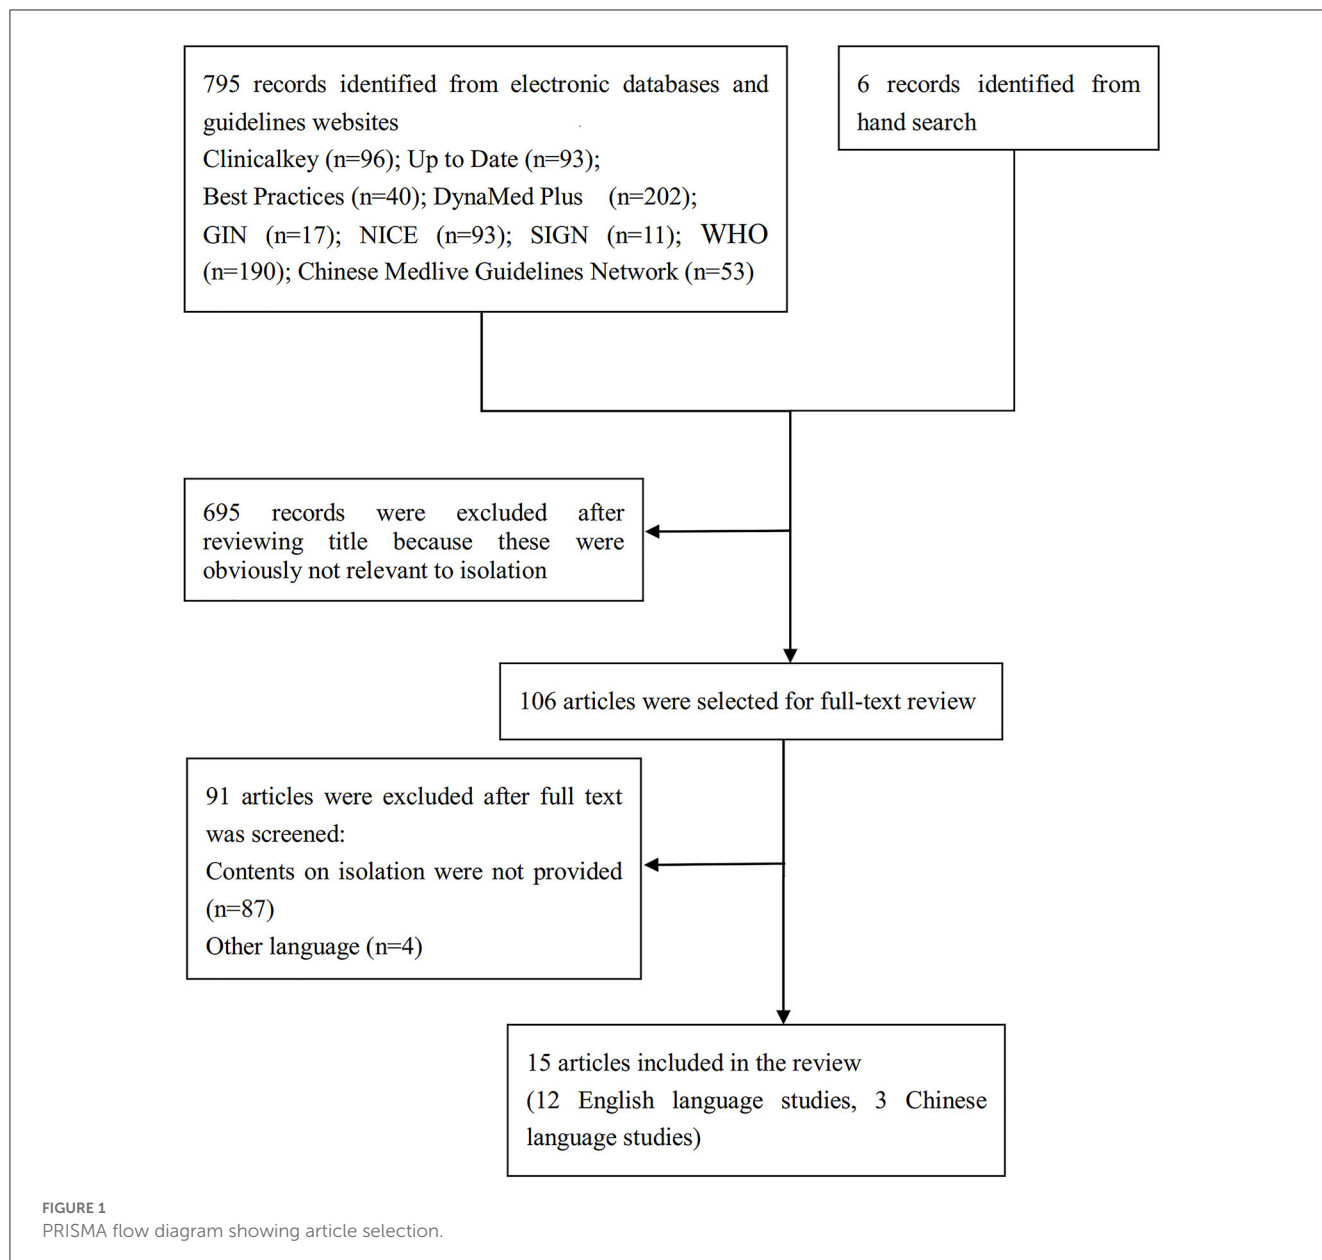 795 records identified from electronic databases and
guidelines websites
Clinicalkey (n=96); Up to Date (n=93);
Best Practices (n=40); DynaMed Plus (n=202);
GIN (n=17); NICE (n=93); SIGN (n=11); WHO
(n=190); Chinese Medlive Guidelines Network (n=53)
6 records identified from
hand search
695 records were excluded after
reviewing title because these were
obviously not relevant to isolation
106 articles were selected for full-text review
91 articles were excluded after full text
was screened:
Contents on isolation were not provided
(n=87)
Other language (n=4)
15 articles included in the review
(12 English language studies, 3 Chinese
language studies)
FIGURE 1
PRISMA flow diagram showing article selection.